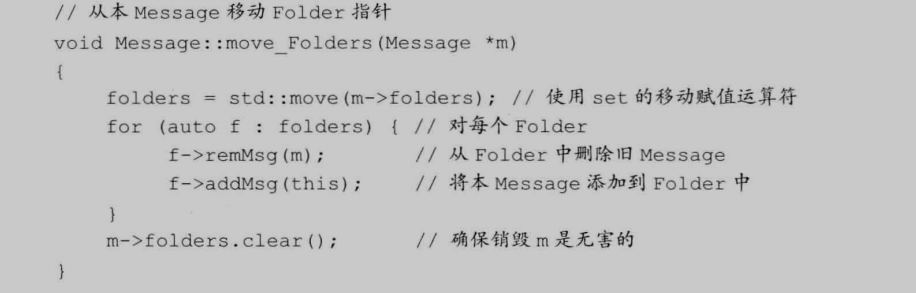 // 从本 Message 移动 Folder 指针
void Message::move_Folders(Message *m)
{
    folders = std::move(m->folders); // 使用 set 的移动赋值运算符
    for (auto f : folders) { // 对每个 Folder
        f->remMsg(m);        // 从 Folder 中删除旧 Message
        f->addMsg(this);     // 将本 Message 添加到 Folder 中
    }
    m->folders.clear();      // 确保销毁 m 是无害的
}